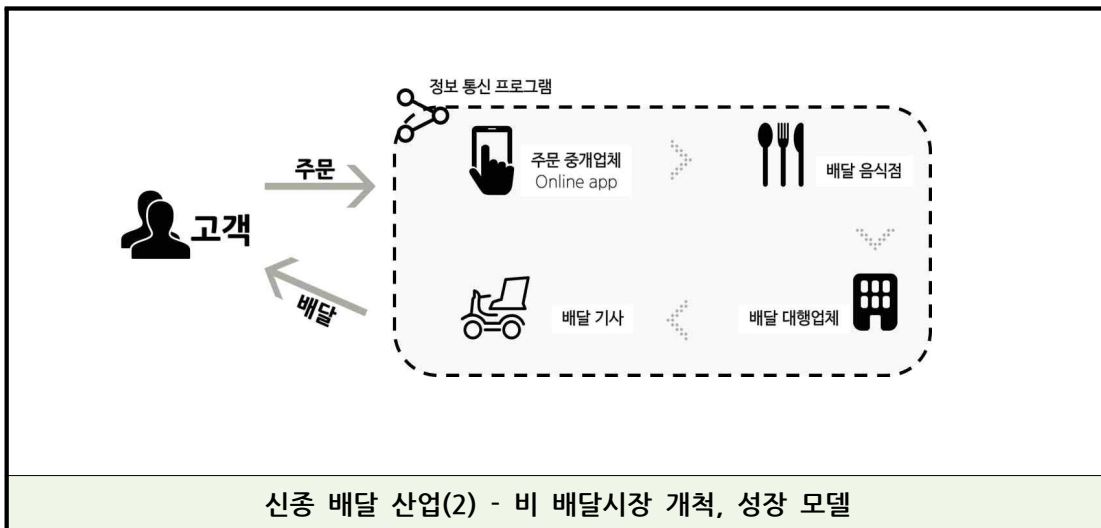 정보 통신 프로그램
주문
주문 중개업체
Online app
배달 음식점
고객
배달
배달 기사
배달 대행업체
신종 배달 산업(2) - 비 배달시장 개척, 성장 모델